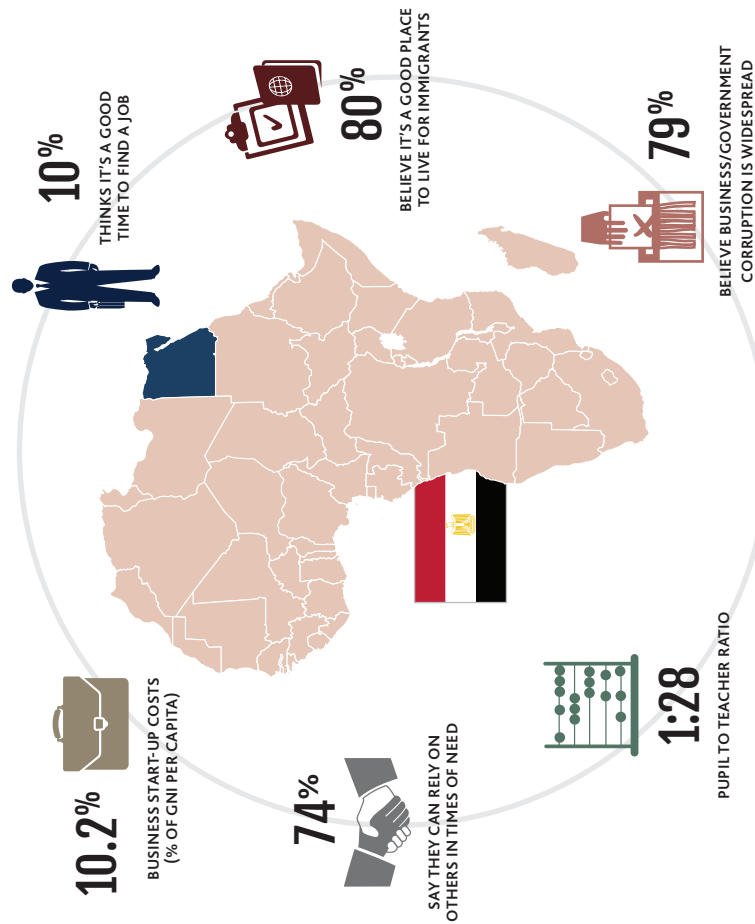 10%
THINKS IT'S A GOOD
TIME TO FIND A JOB
10.2%
BUSINESS START-UP COSTS
(% OF GNI PER CAPITA)
80%
BELIEVE IT'S A GOOD PLACE
TO LIVE FOR IMMIGRANTS
74%
SAY THEY CAN RELY ON
OTHERS IN TIMES OF NEED
79%
BELIEVE BUSINESS/GOVERNMENT
CORRUPTION IS WIDESPREAD
1:28
PUPIL TO TEACHER RATIO